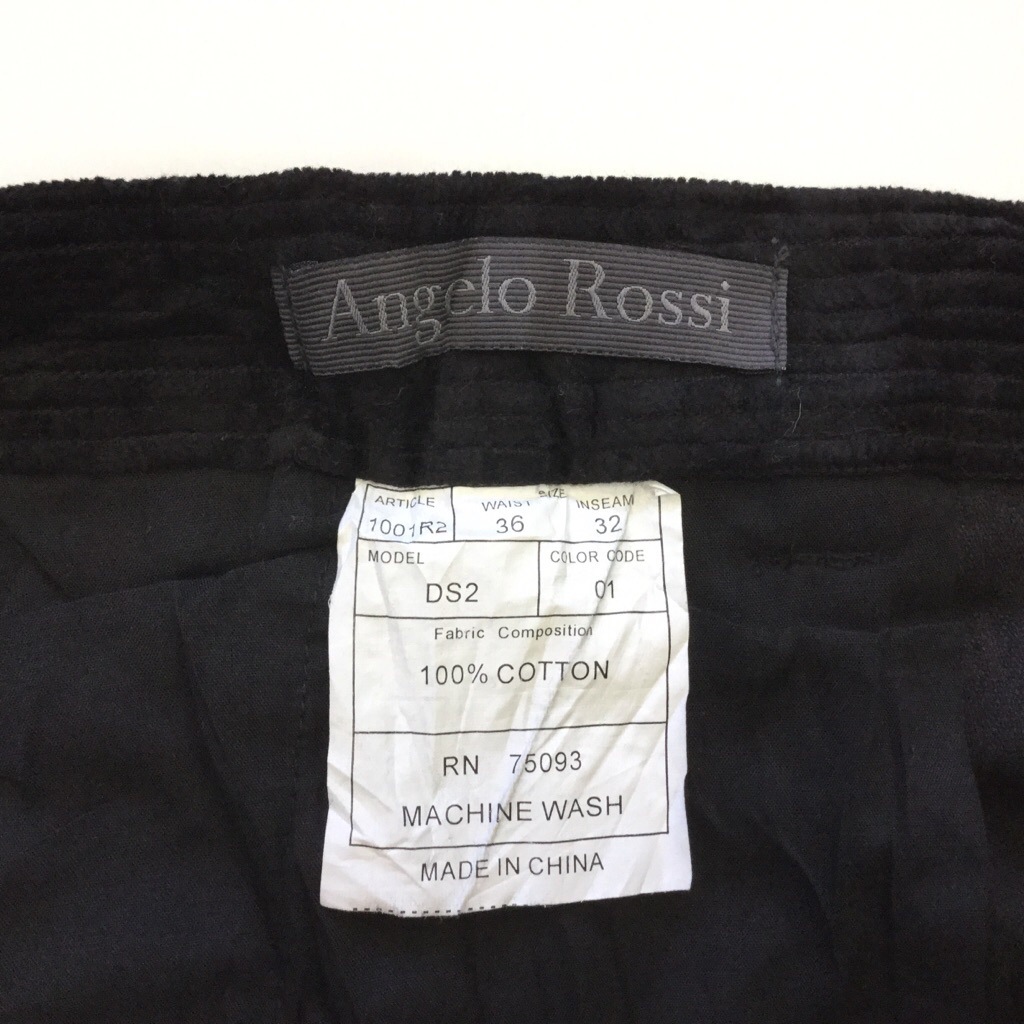 Angelo Rossi
SIZE
ARTICLE WAIST INSEAM
1001R2 36 32
MODEL COLOR CODE
DS2 01
Fabric Composition
100% COTTON
RN 75093
MACHINE WASH
MADE IN CHINA